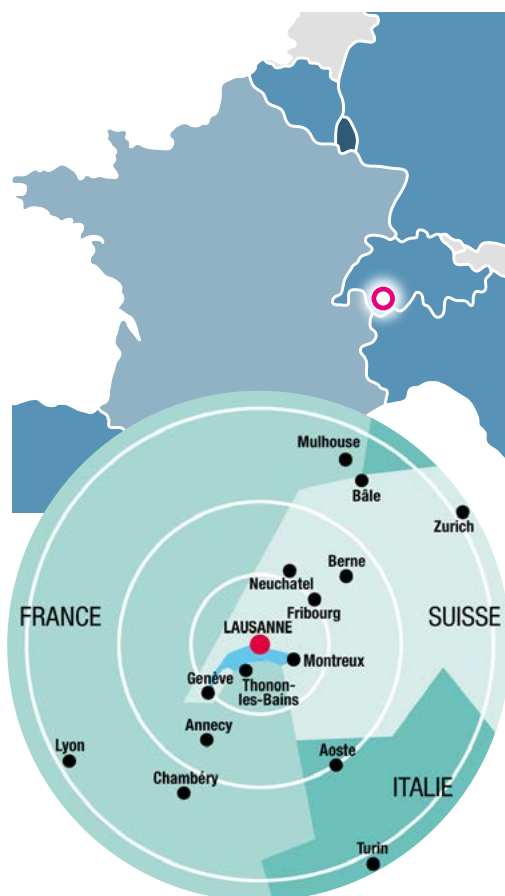 Mulhouse
Bâle
Zurich
Berne
Neuchatel
Fribourg
FRANCE
LAUSANNE
SUISSE
Montreux
Genève
Thonon-
les-Bains
Annecy
Lyon
Aoste
Chambéry
ITALIE
Turin